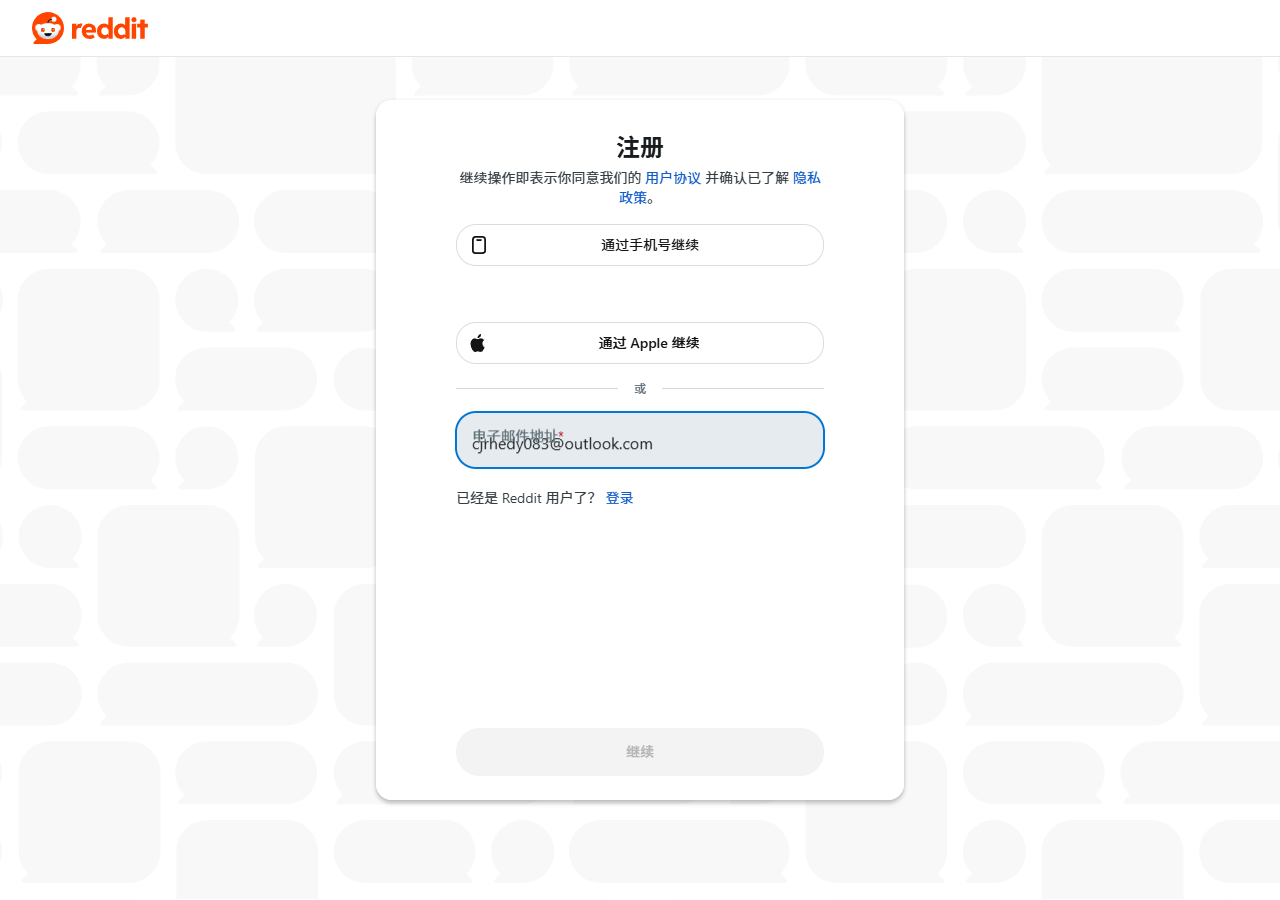 reddit
注册
继续操作即表示你同意我们的 用户协议 并确认已了解 隐私
政策。
通过手机号继续
通过 Apple 继续
或
电子邮件地址*
cjrhedy083@outlook.com
已经是 Reddit 用户了? 登录
继续